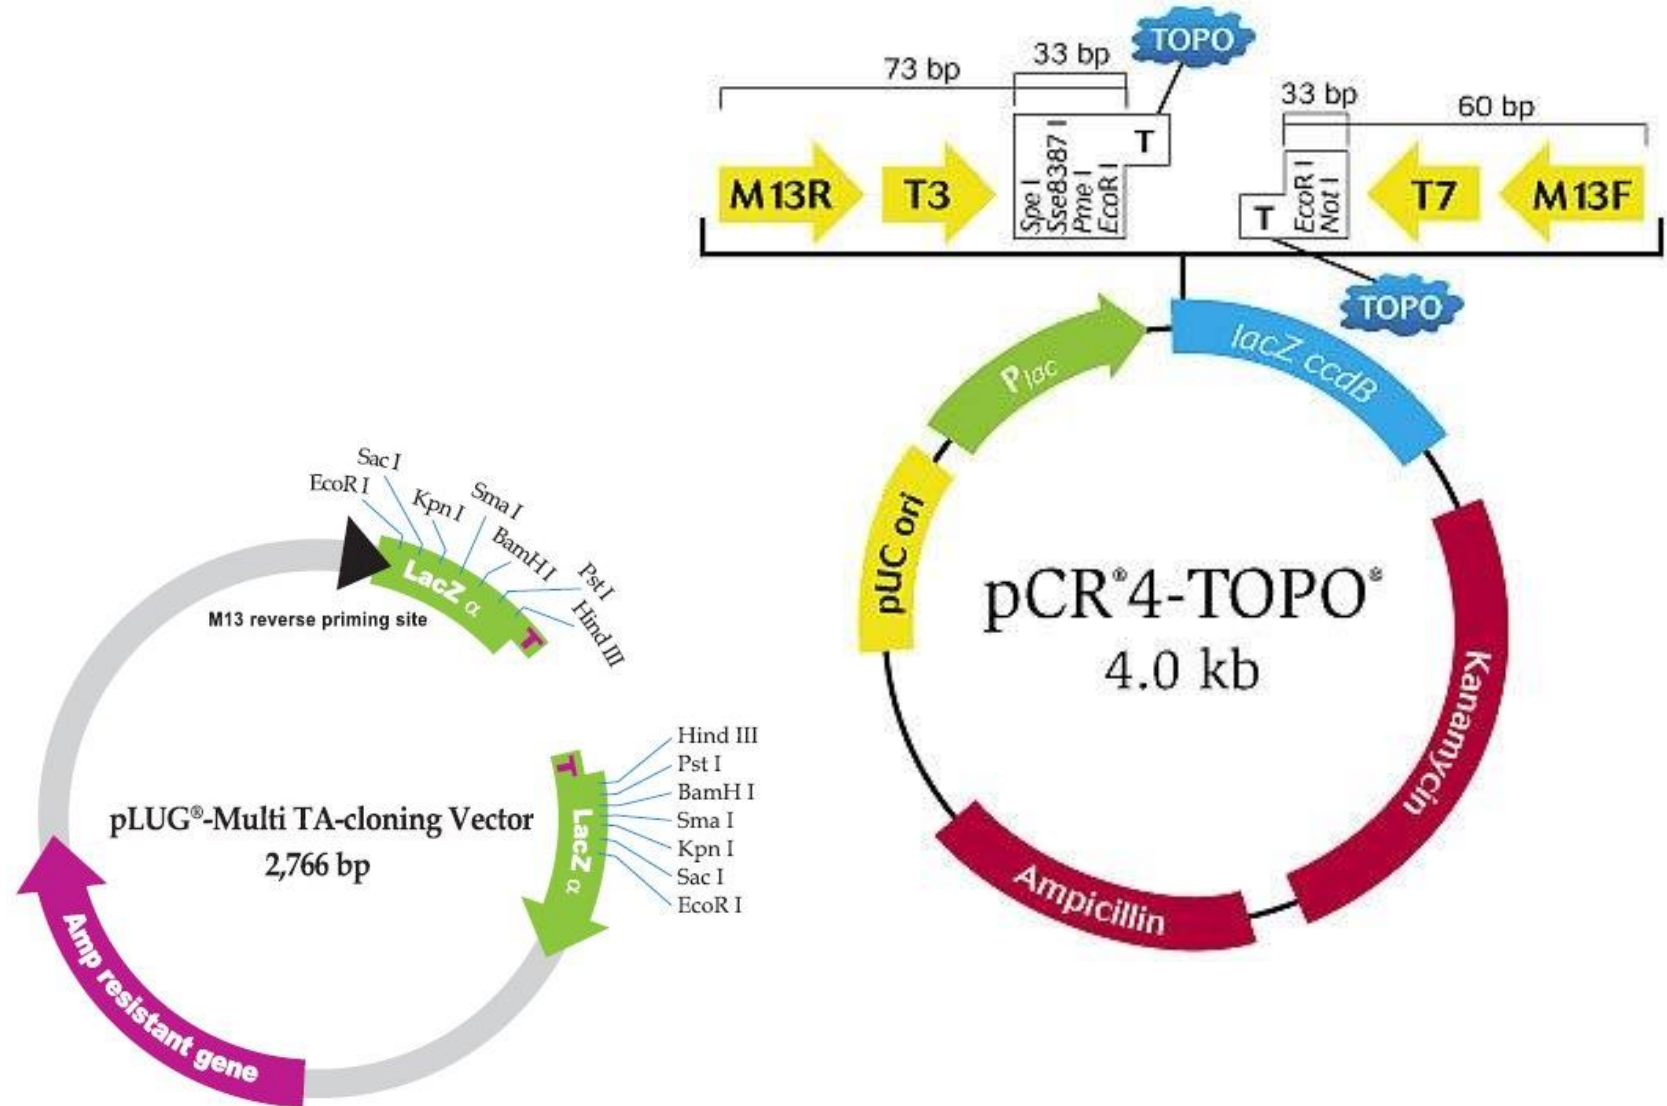 TOPO
73 bp
33 bp
33 bp
60 bp
M13R
T3
Spe I
Sse8387 I
Pme I
EcoR I
T
T
EcoR I
Not I
T7
M13F
TOPO
Plac
lacZ ccdB
pUC ori
pCR®4-TOPO®
4.0 kb
Kanamycin
Ampicillin
Sac I
EcoR I
Kpn I
Sma I
BamH I
Pst I
Hind III
LacZ α
T
M13 reverse priming site
T
Hind III
Pst I
BamH I
Sma I
Kpn I
Sac I
EcoR I
LacZ α
pLUG®-Multi TA-cloning Vector
2,766 bp
Amp resistant gene